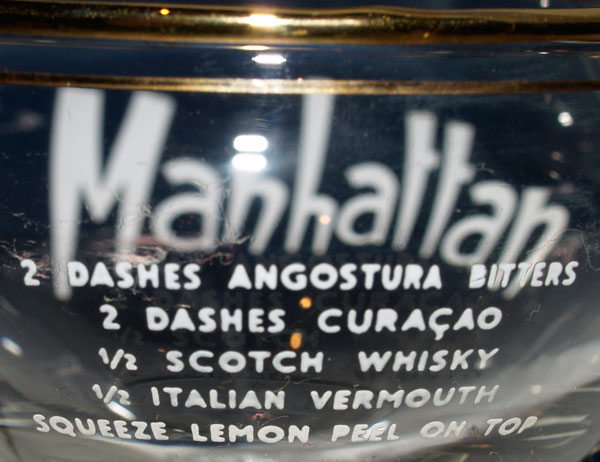 Manhattan
2 DASHES ANGOSTURA BITTERS
2 DASHES CURAÇAO
1/2 SCOTCH WHISKY
1/2 ITALIAN VERMOUTH
SQUEEZE LEMON PEEL ON TOP